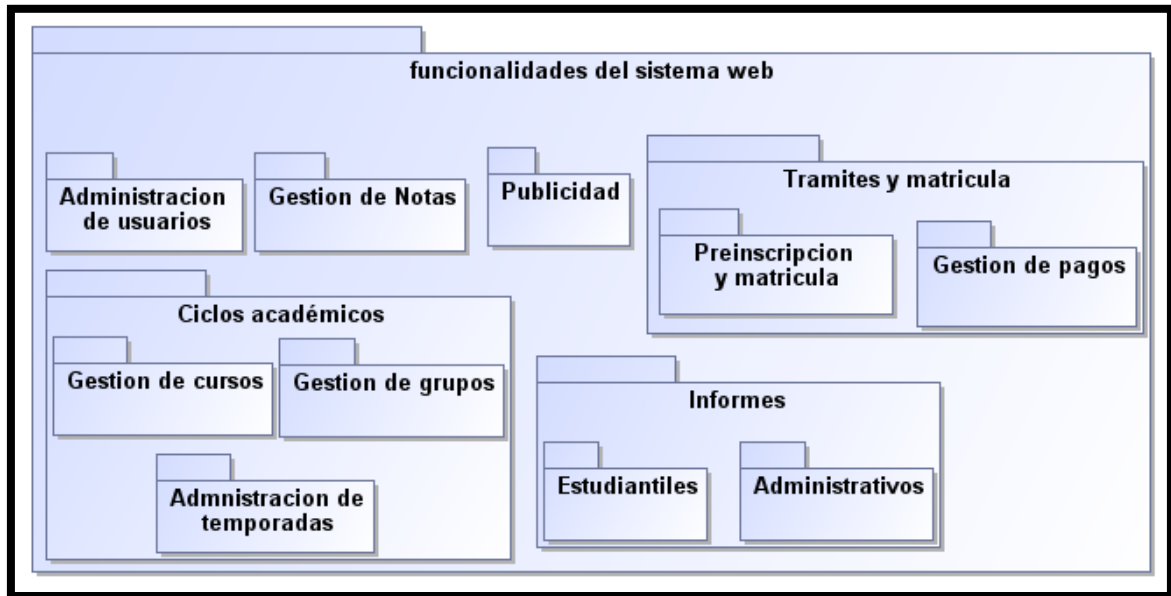 funcionalidades del sistema web
Administracion
de usuarios
Gestion de Notas
Publicidad
Tramites y matricula
Preinscripcion
y matricula
Gestion de pagos
Ciclos académicos
Gestion de cursos
Gestion de grupos
Admnistracion de
temporadas
Informes
Estudiantiles
Administrativos